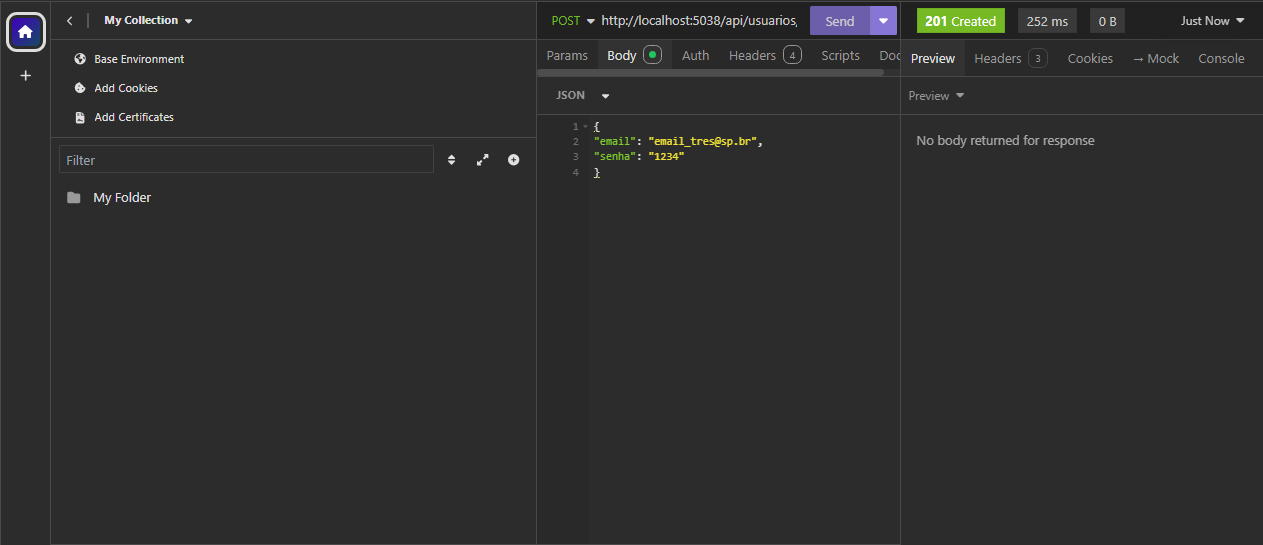 My Collection
Base Environment
Add Cookies
Add Certificates
Filter
My Folder
POST http://localhost:5038/api/usuarios, Send
Params Body Auth Headers 4 Scripts Doc
JSON
1 {
2 "email": "email_tres@sp.br",
3 "senha": "1234"
4 }
201 Created 252 ms 0 B Just Now
Preview Headers 3 Cookies → Mock Console
Preview
No body returned for response